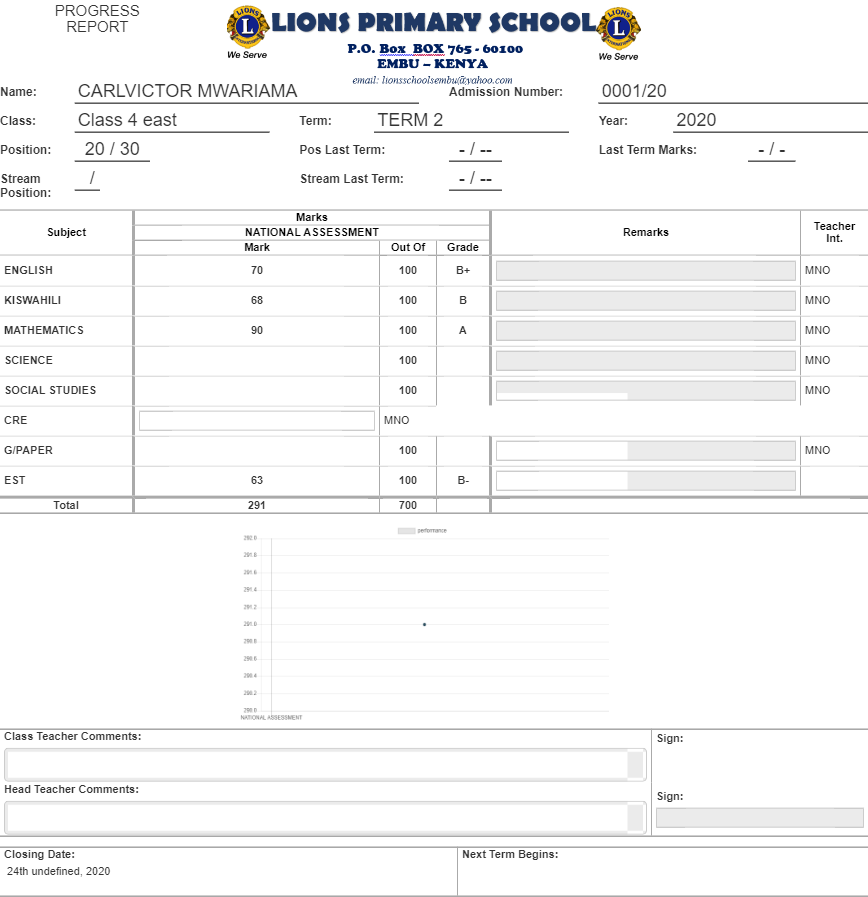 PROGRESS
REPORT
LIONS
L
We Serve
LIONS PRIMARY SCHOOL
P.O. Box BOX 765 - 60100
EMBU – KENYA
email: lionsschoolsembu@yahoo.com
LIONS
L
We Serve
Name: CARLVICTOR MWARIAMA Admission Number: 0001/20
Class: Class 4 east Term: TERM 2 Year: 2020
Position: 20 / 30 Pos Last Term: - / -- Last Term Marks: - / -
Stream Position: / Stream Last Term: - / --
Subject Marks Remarks Teacher Int.
NATIONAL ASSESSMENT
Mark Out Of Grade
ENGLISH 70 100 B+ MNO
KISWAHILI 68 100 B MNO
MATHEMATICS 90 100 A MNO
SCIENCE 100 MNO
SOCIAL STUDIES 100 MNO
CRE MNO
G/PAPER 100 MNO
EST 63 100 B-
Total 291 700
performance
292.0
291.8
291.6
291.4
291.2
291.0
290.8
290.6
290.4
290.2
290.0
NATIONAL ASSESSMENT
Class Teacher Comments: Sign:
Head Teacher Comments: Sign:
Closing Date: Next Term Begins:
24th undefined, 2020